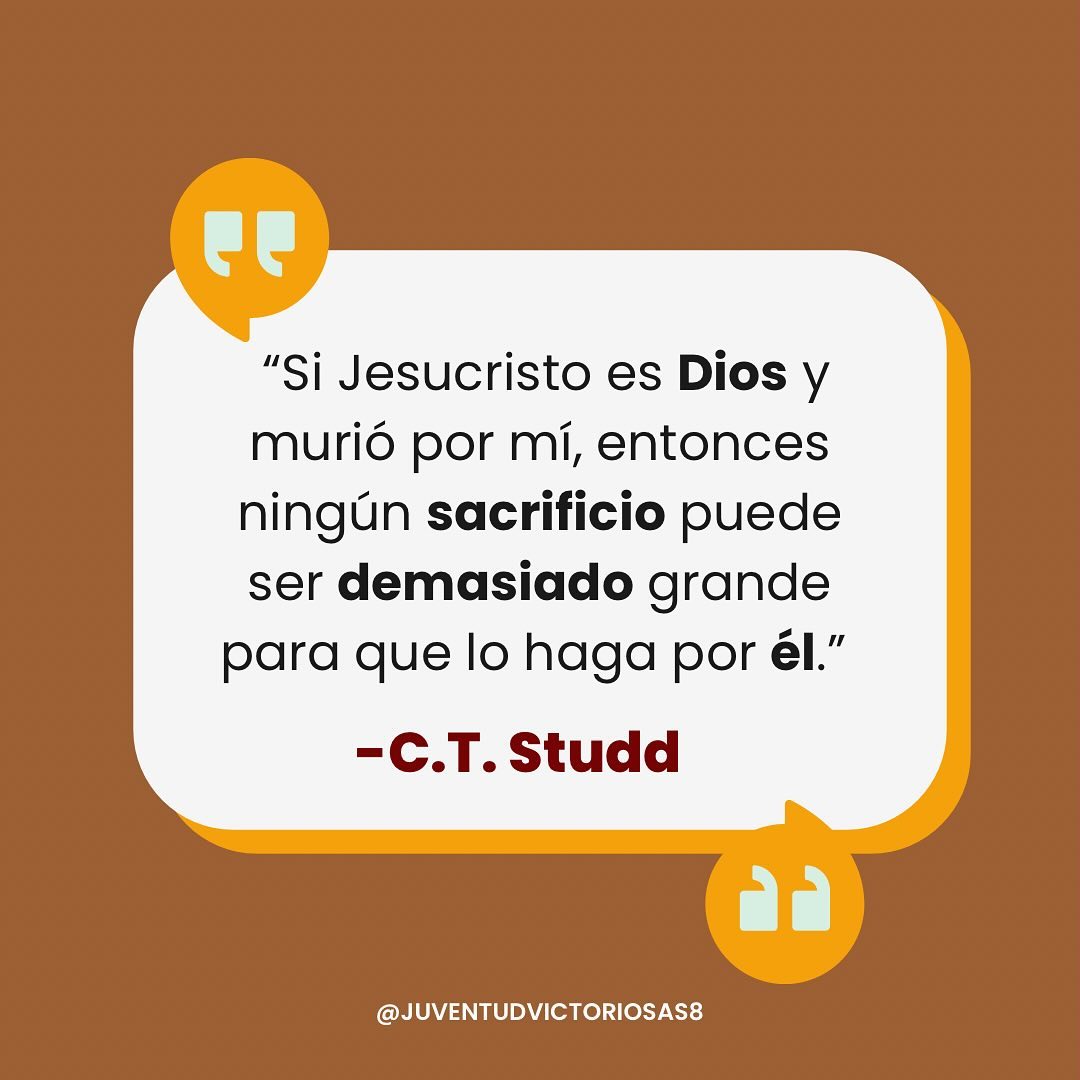 “Si Jesucristo es Dios y
murió por mí, entonces
ningún sacrificio puede
ser demasiado grande
para que lo haga por él.”
-C.T. Studd
@JUVENTUDVICTORIOSAS8